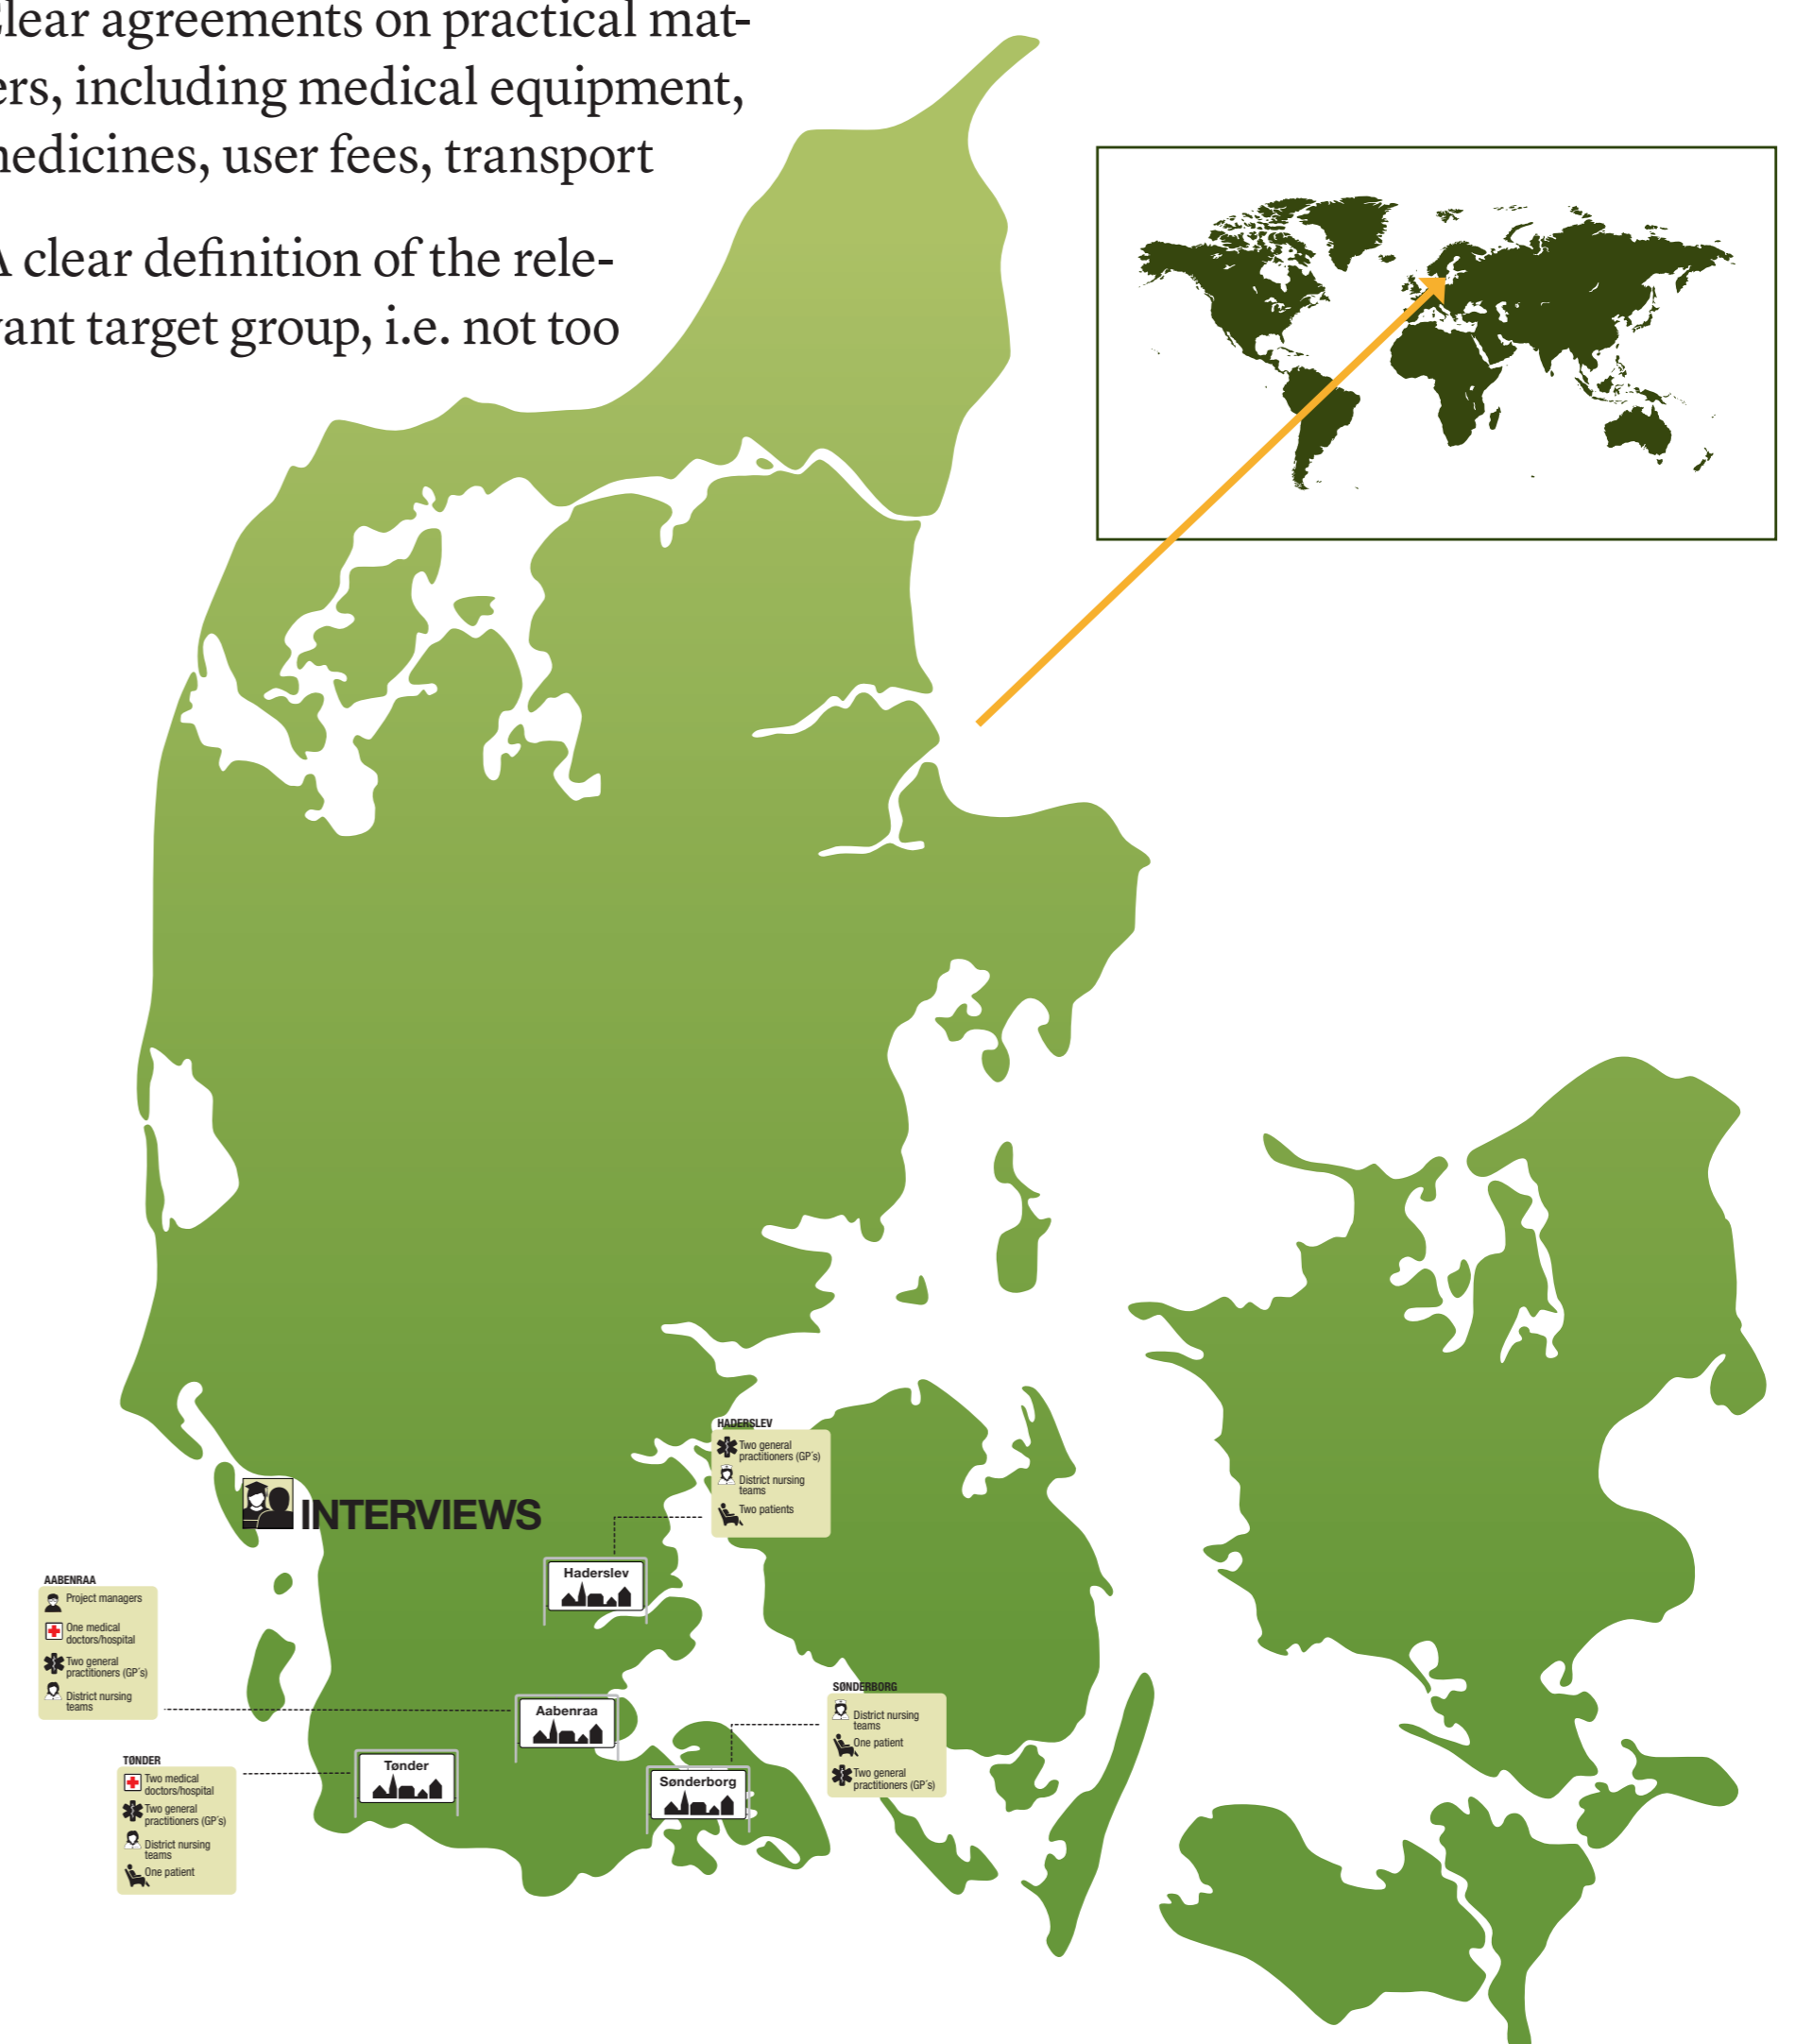 Clear agreements on practical mat-
ers, including medical equipment,
medicines, user fees, transport
A clear definition of the rele-
vant target group, i.e. not too
HADERSLEV
Two general
practitioners (GP´s)
District nursing
teams
Two patients
INTERVIEWS
Haderslev
AABENRAA
Project managers
One medical
doctors/hospital
Two general
practitioners (GP´s)
District nursing
teams
Aabenraa
SØNDERBORG
District nursing
teams
One patient
Two general
practitioners (GP´s)
TØNDER
Two medical
doctors/hospital
Two general
practitioners (GP´s)
District nursing
teams
One patient
Tønder
Sønderborg